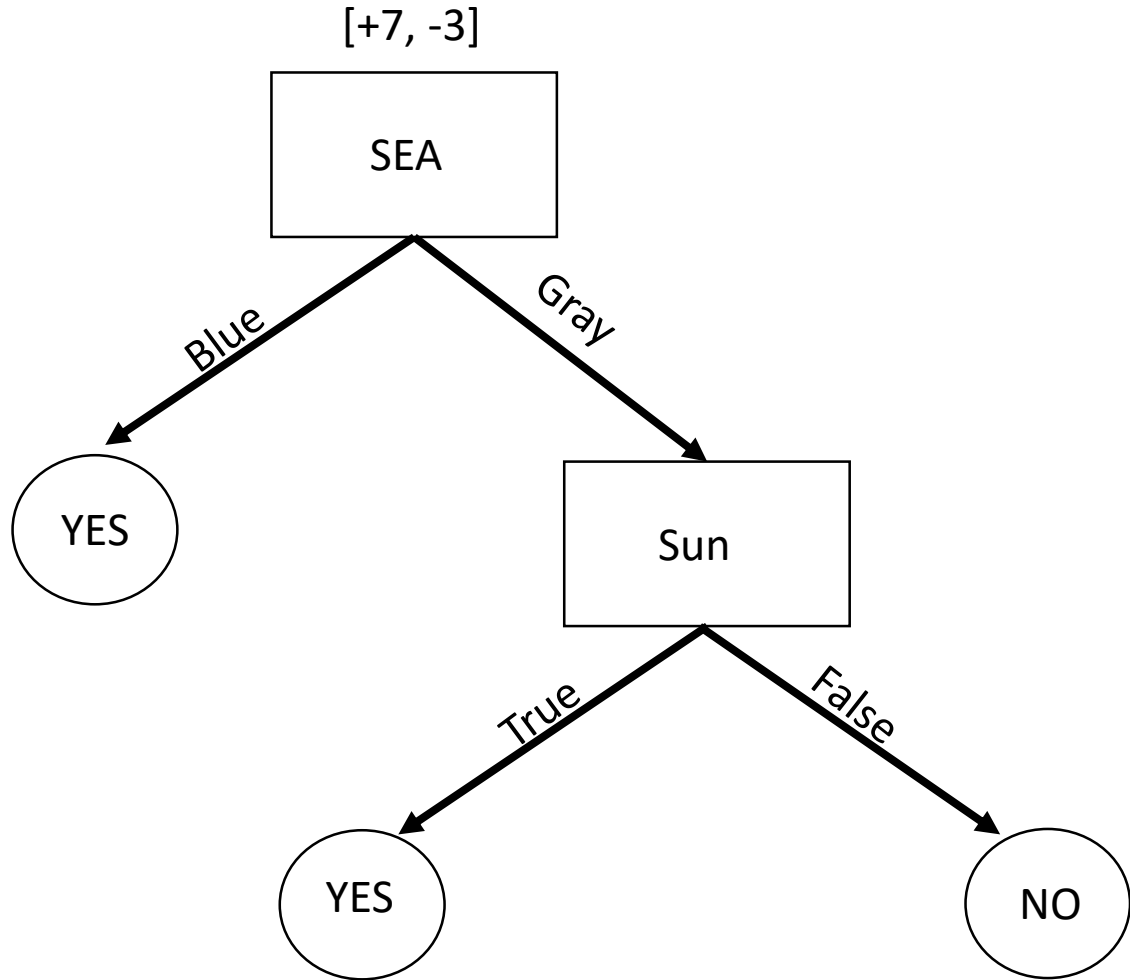 [+7, -3]
SEA
Blue
Gray
YES
Sun
True
False
YES
NO